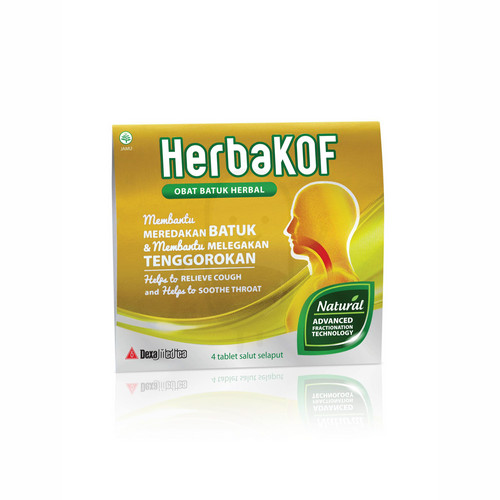 JAMU
HerbaKOF
OBAT BATUK HERBAL
Membantu
MEREDAKAN BATUK
& Membantu MELEGAKAN
TENGGOROKAN
Helps to RELIEVE COUGH
and Helps to SOOTHE THROAT
Natural
ADVANCED
FRACTIONATION
TECHNOLOGY
Dexa Medica
4 tablet salut selaput